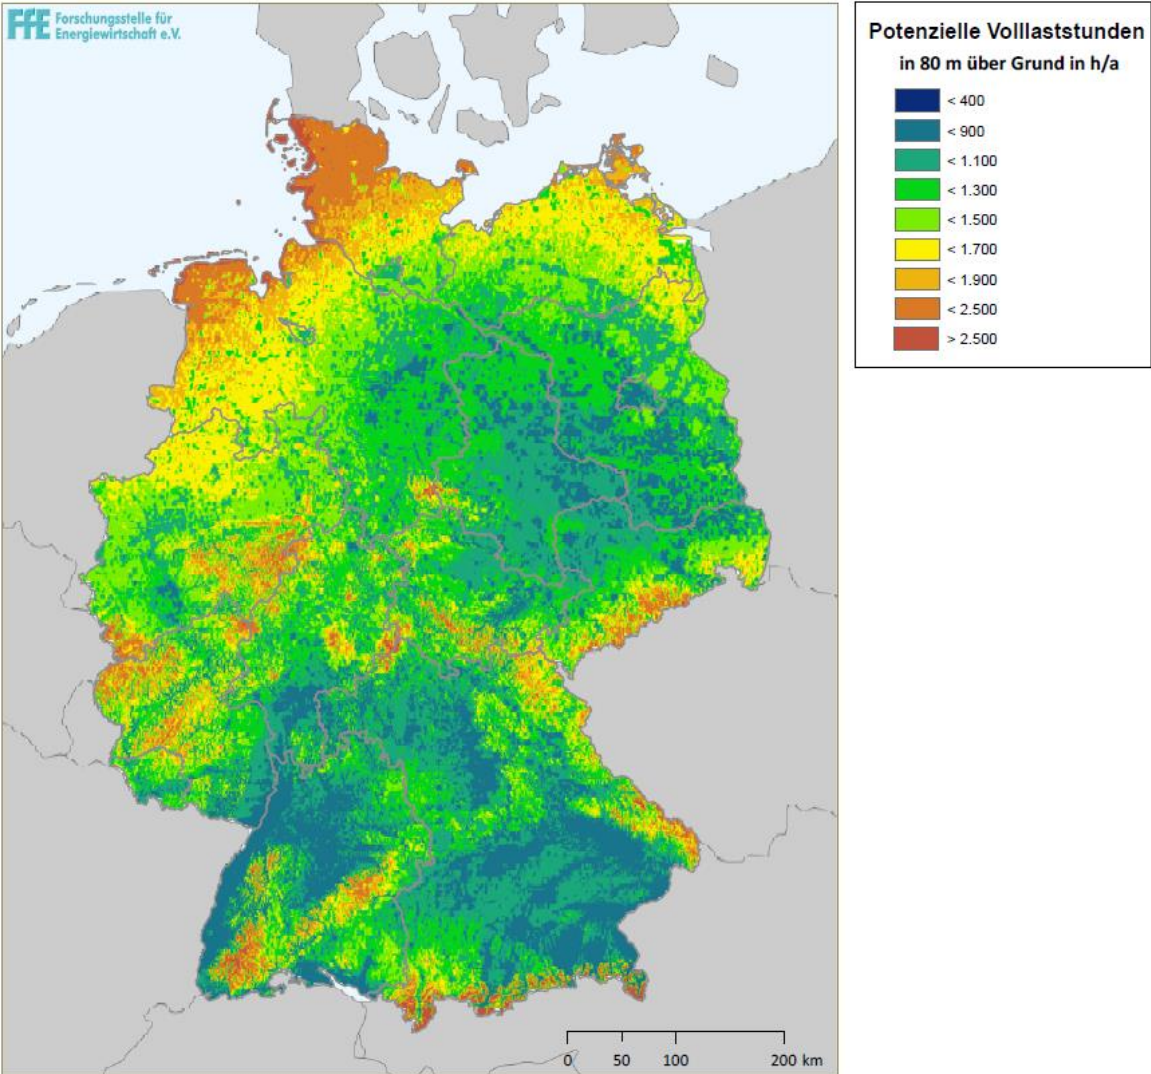 FfE Forschungsstelle für
Energiewirtschaft e.V.
Potenzielle Volllaststunden
in 80 m über Grund in h/a
< 400
< 900
< 1.100
< 1.300
< 1.500
< 1.700
< 1.900
< 2.500
> 2.500
0 50 100 200 km